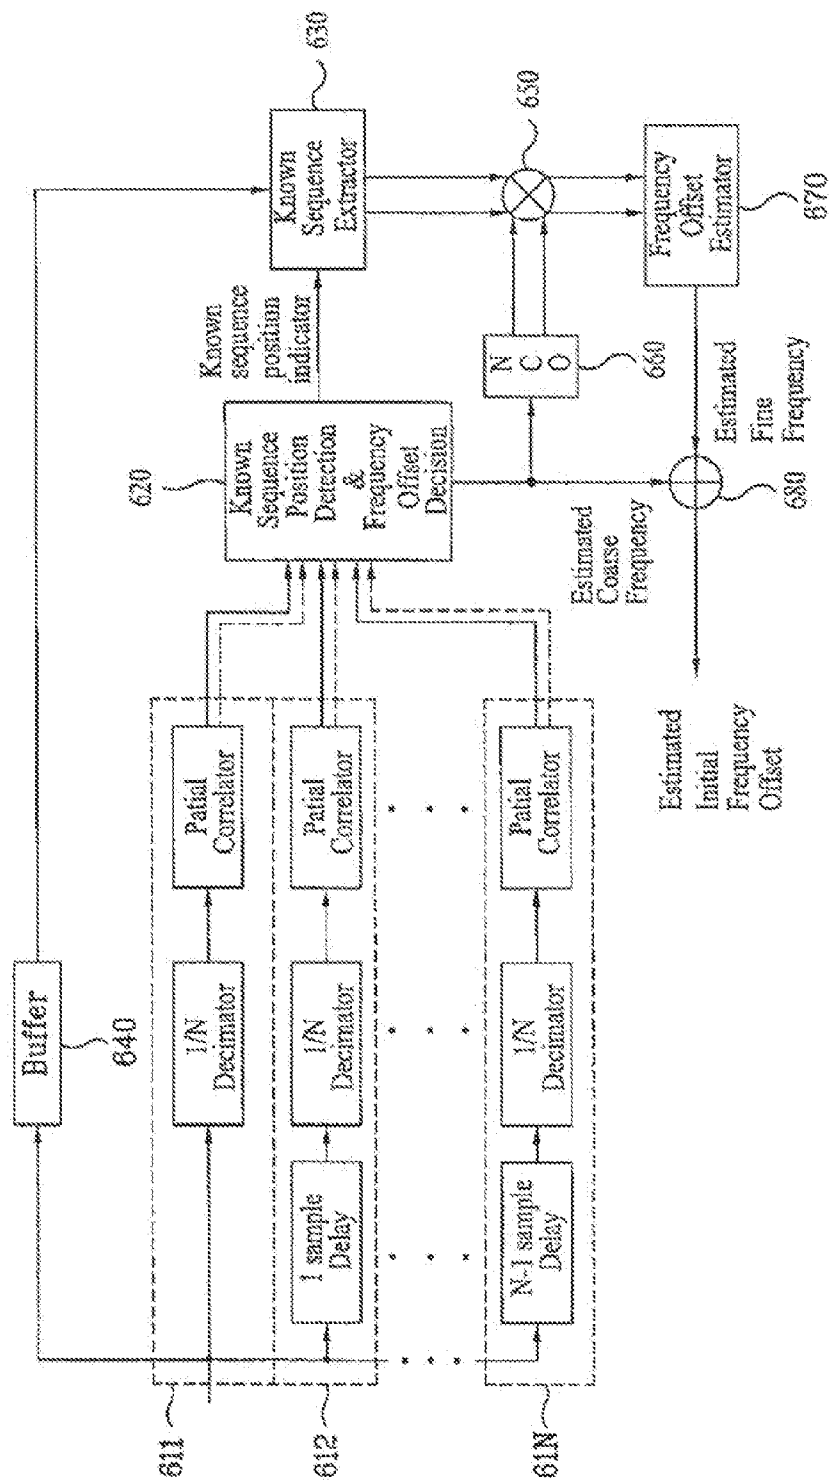 Buffer
640
611
1/N
Decimator
Patial
Correlator
612
1 sample
Delay
1/N
Decimator
Patial
Correlator
61N
N-1 sample
Delay
1/N
Decimator
Patial
Correlator
620
Known
Sequence
Position
Detection
&
Frequency
Offset
Decision
Known
sequence
position
indicator
Known
Sequence
Extractor
630
650
N
C
O
660
Frequency
Offset
Estimator
670
Estimated
Coarse
Frequency
Estimated
Fine
Frequency
680
Estimated
Initial
Frequency
Offset